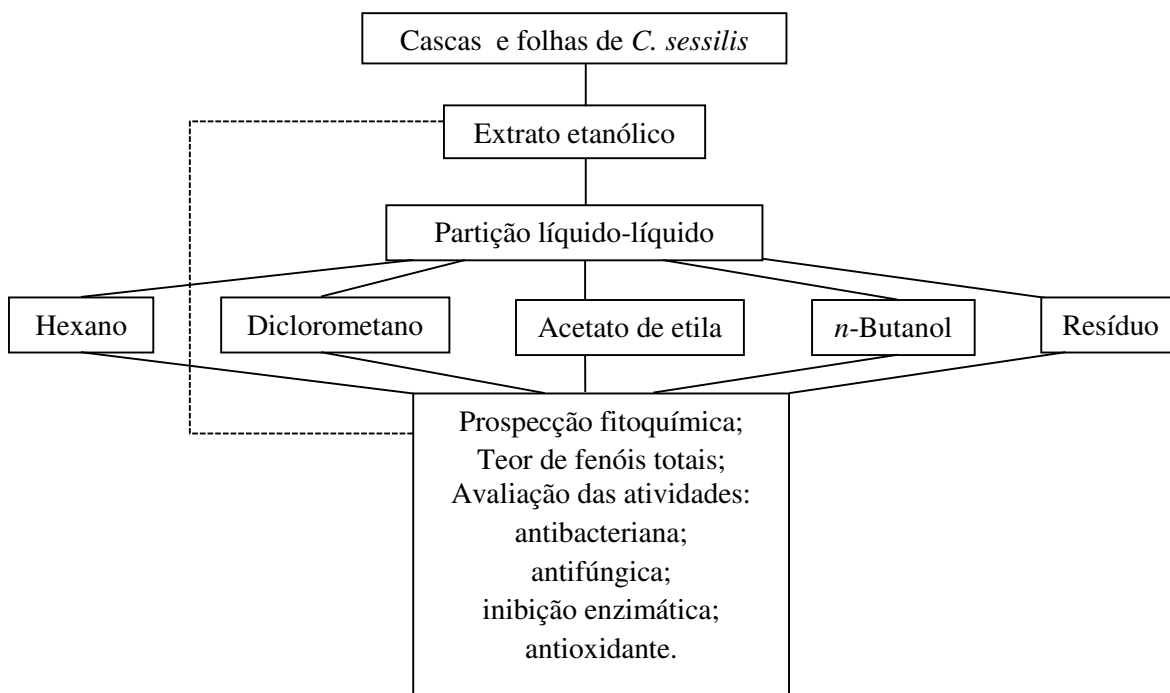 Cascas e folhas de C. sessilis
Extrato etanólico
Partição líquido-líquido
Hexano
Diclorometano
Acetato de etila
n-Butanol
Resíduo
Prospecção fitoquímica;
Teor de fenóis totais;
Avaliação das atividades:
antibacteriana;
antifúngica;
inibição enzimática;
antioxidante.